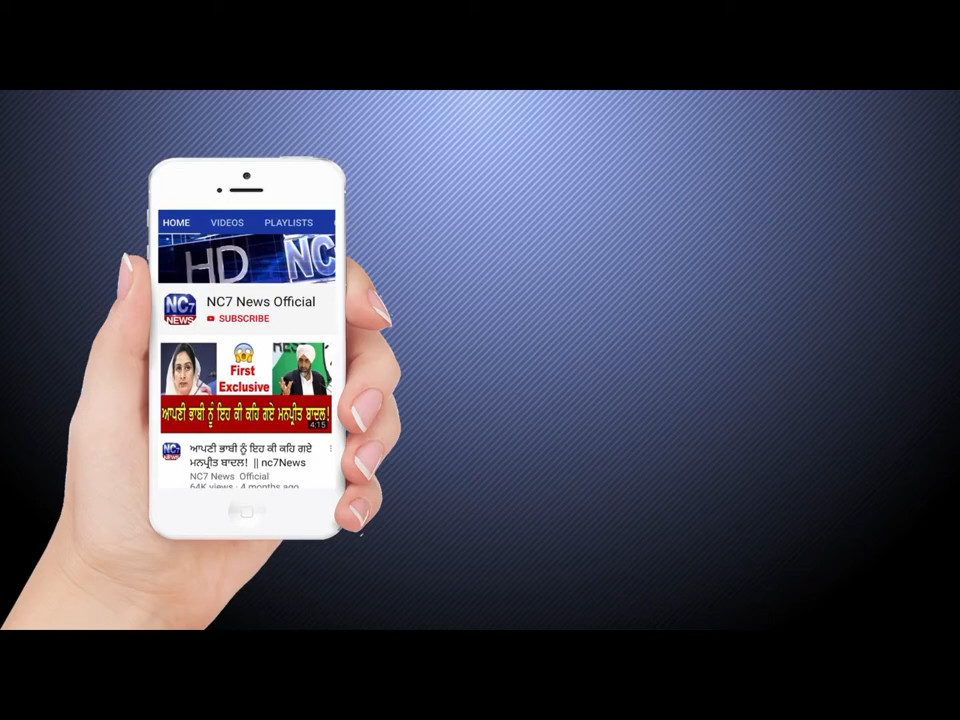 HOME VIDEOS PLAYLISTS
HD NC
NC7 News Official
NC7
NEWS
SUBSCRIBE
First
Exclusive
ਆਪਣੀ ਭਾਬੀ ਨੂੰ ਇਹ ਕੀ ਕਹਿ ਗਏ ਮਨਪ੍ਰੀਤ ਬਾਦਲ!
4:15
NC7
NEWS
ਆਪਣੀ ਭਾਬੀ ਨੂੰ ਇਹ ਕੀ ਕਹਿ ਗਏ
ਮਨਪ੍ਰੀਤ ਬਾਦਲ! || nc7News
NC7 News Official
64K views · 4 months ago